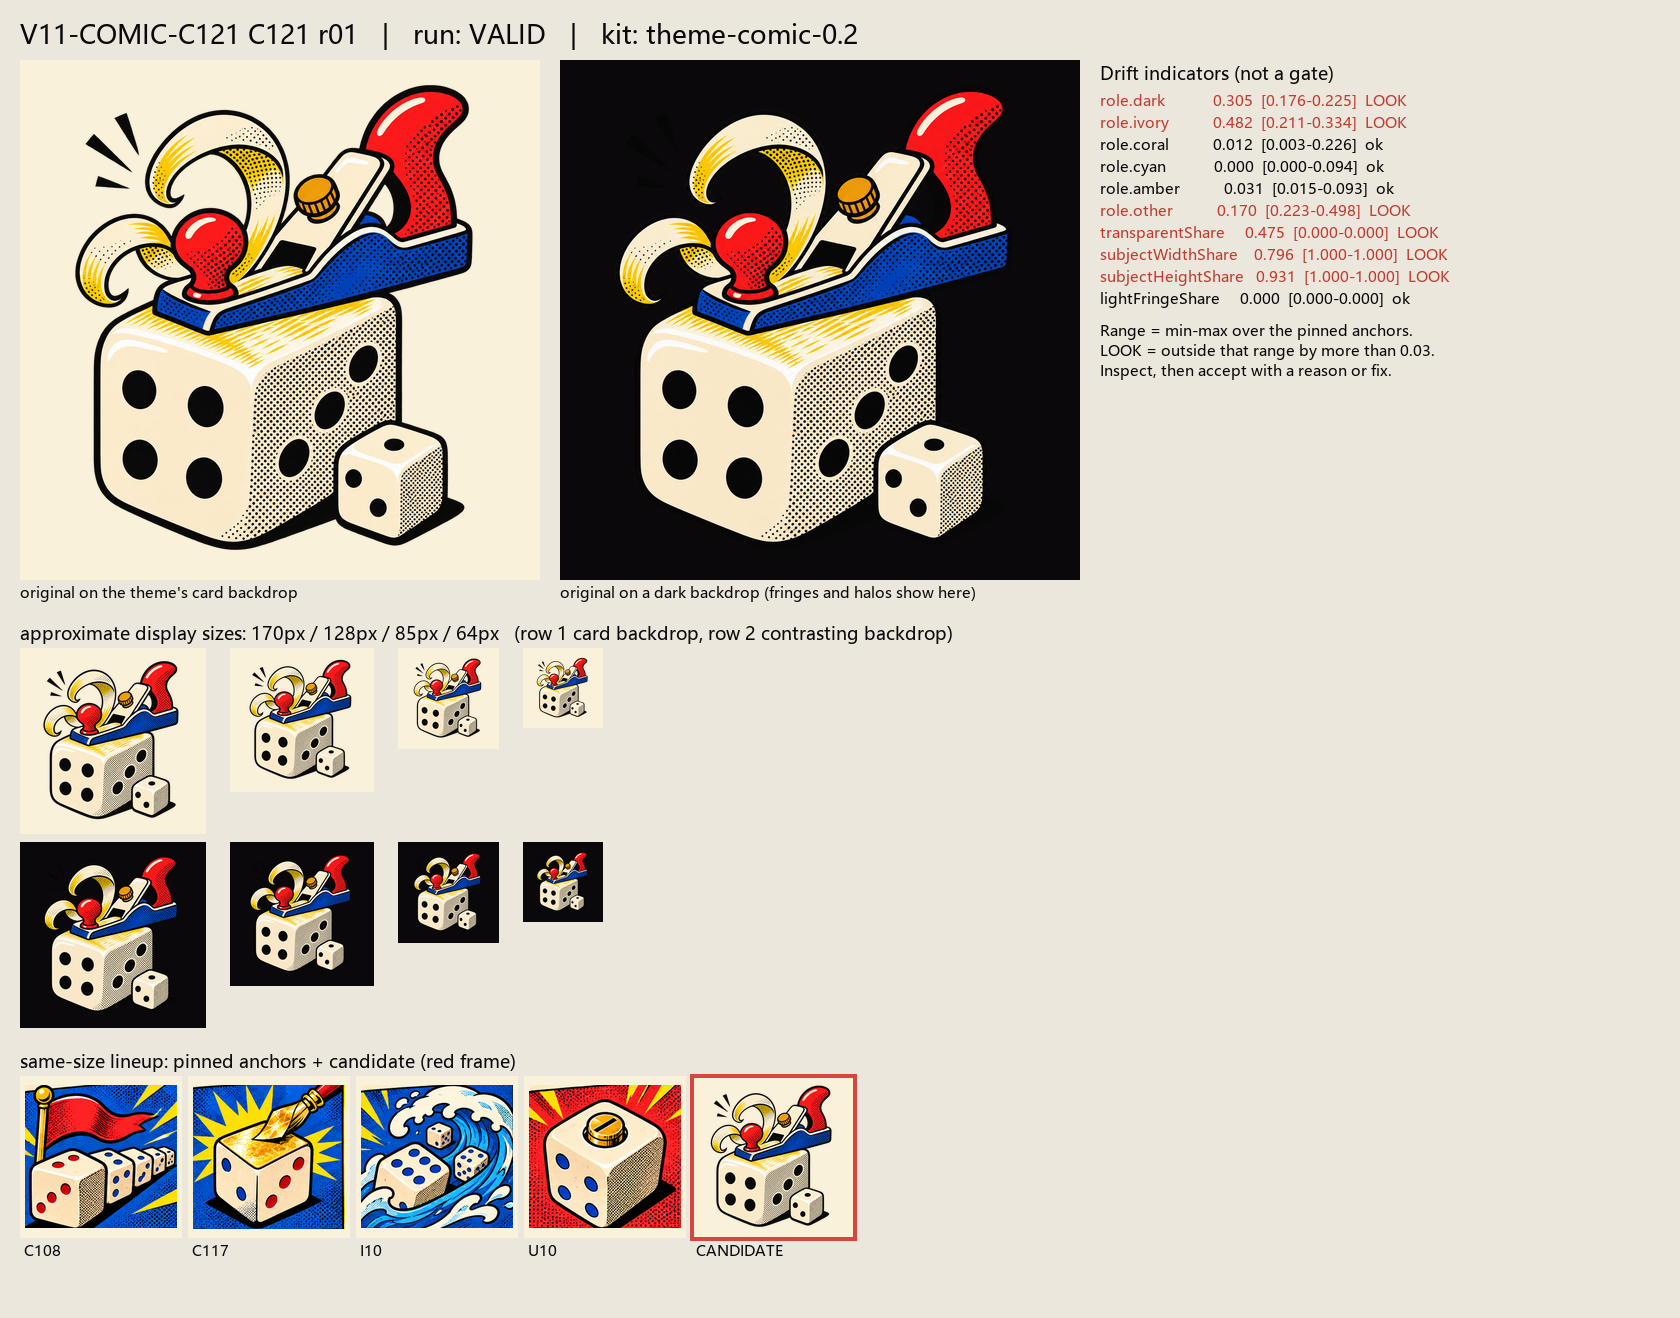 V11-COMIC-C121 C121 r01 | run: VALID | kit: theme-comic-0.2
Drift indicators (not a gate)
role.dark 0.305 [0.176-0.225] LOOK
role.ivory 0.482 [0.211-0.334] LOOK
role.coral 0.012 [0.003-0.226] ok
role.cyan 0.000 [0.000-0.094] ok
role.amber 0.031 [0.015-0.093] ok
role.other 0.170 [0.223-0.498] LOOK
transparentShare 0.475 [0.000-0.000] LOOK
subjectWidthShare 0.796 [1.000-1.000] LOOK
subjectHeightShare 0.931 [1.000-1.000] LOOK
lightFringeShare 0.000 [0.000-0.000] ok
Range = min-max over the pinned anchors.
LOOK = outside that range by more than 0.03.
Inspect, then accept with a reason or fix.
original on the theme's card backdrop
original on a dark backdrop (fringes and halos show here)
approximate display sizes: 170px / 128px / 85px / 64px (row 1 card backdrop, row 2 contrasting backdrop)
same-size lineup: pinned anchors + candidate (red frame)
C108
C117
I10
U10
CANDIDATE